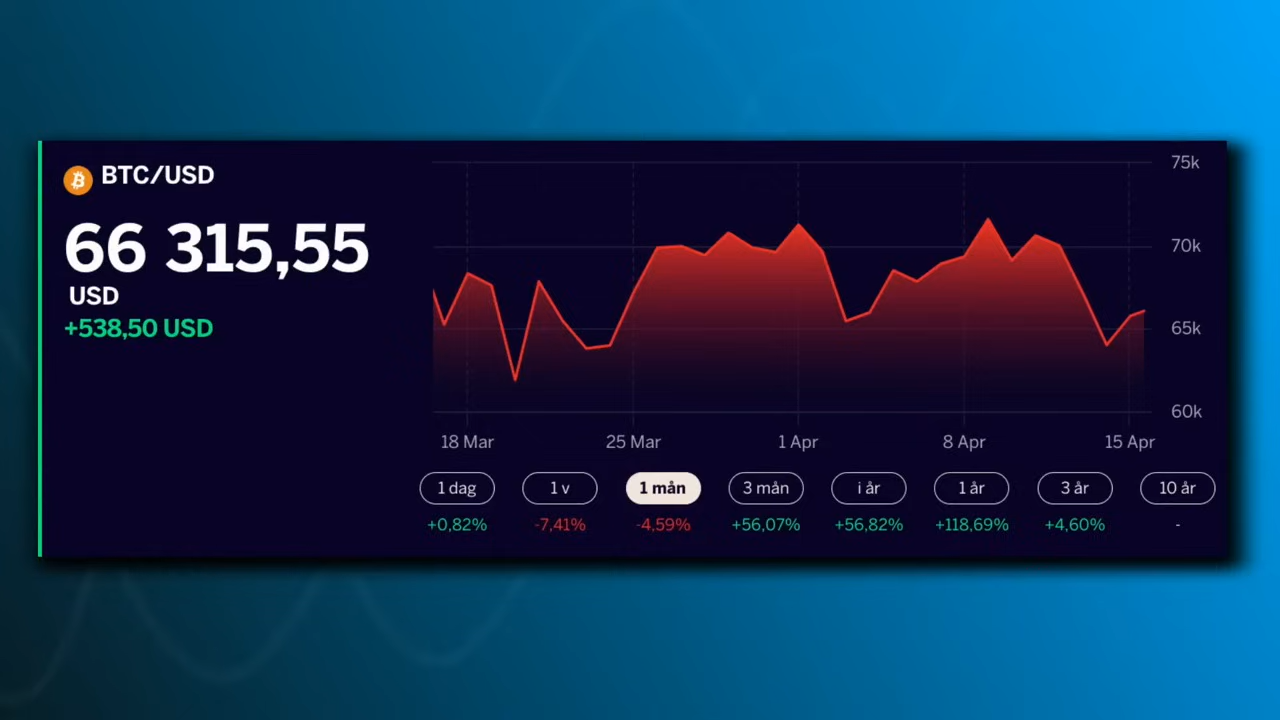 BTC/USD
66 315,55
USD
+538,50 USD
75k
70k
65k
60k
18 Mar 25 Mar 1 Apr 8 Apr 15 Apr
1 dag 1 v 1 mån 3 mån i år 1 år 3 år 10 år
+0,82% -7,41% -4,59% +56,07% +56,82% +118,69% +4,60% -